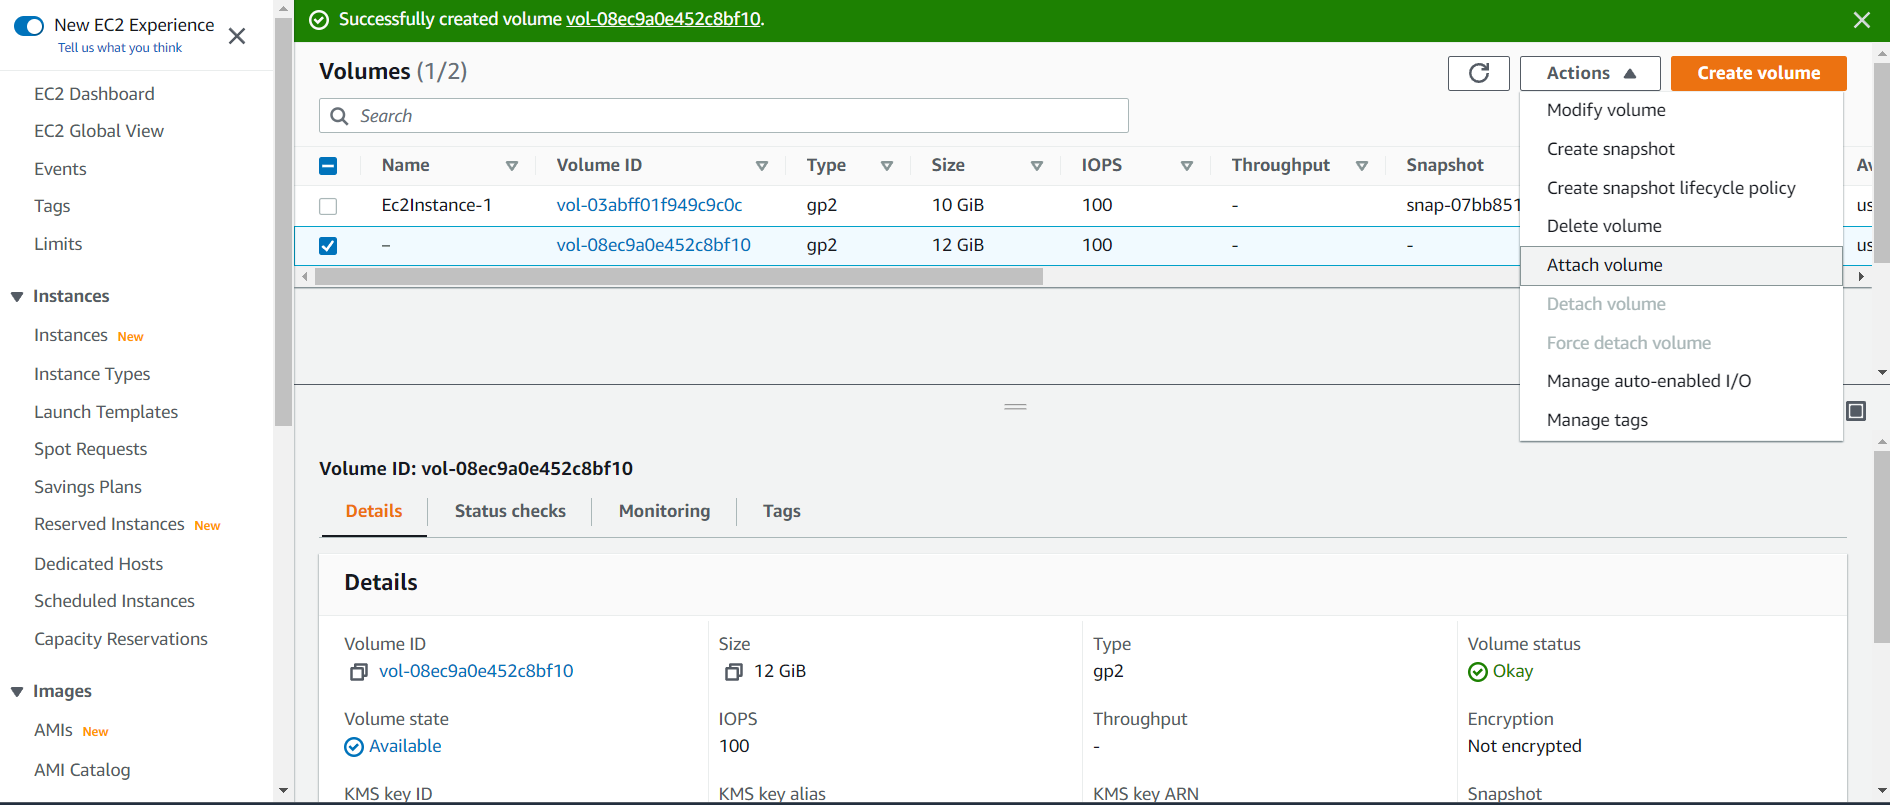 New EC2 Experience
Tell us what you think
EC2 Dashboard
EC2 Global View
Events
Tags
Limits
Instances
Instances New
Instance Types
Launch Templates
Spot Requests
Savings Plans
Reserved Instances New
Dedicated Hosts
Scheduled Instances
Capacity Reservations
Images
AMIs New
AMI Catalog
Successfully created volume vol-08ec9a0e452c8bf10.
Volumes (1/2)
Actions
Create volume
Search
Modify volume
Create snapshot
Create snapshot lifecycle policy
Delete volume
Attach volume
Detach volume
Force detach volume
Manage auto-enabled I/O
Manage tags
Name Volume ID Type Size IOPS Throughput Snapshot Av
Ec2Instance-1 vol-03abff01f949c9c0c gp2 10 GiB 100 - snap-07bb851 us
– vol-08ec9a0e452c8bf10 gp2 12 GiB 100 - - us
Volume ID: vol-08ec9a0e452c8bf10
Details Status checks Monitoring Tags
Details
Volume ID Size Type Volume status
vol-08ec9a0e452c8bf10 12 GiB gp2 Okay
Volume state IOPS Throughput Encryption
Available 100 - Not encrypted
KMS key ID KMS key alias KMS key ARN Snapshot